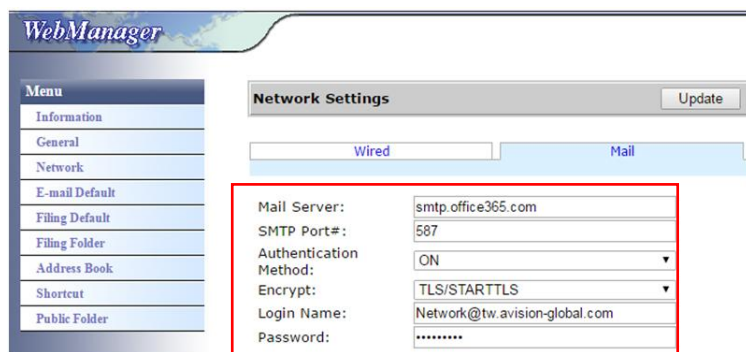 WebManager
Menu
Information
General
Network
E-mail Default
Filing Default
Filing Folder
Address Book
Shortcut
Public Folder
Network Settings
Update
Wired Mail
Mail Server: smtp.office365.com
SMTP Port#: 587
Authentication Method: ON
Encrypt: TLS/STARTTLS
Login Name: Network@tw.avision-global.com
Password: •••••••••